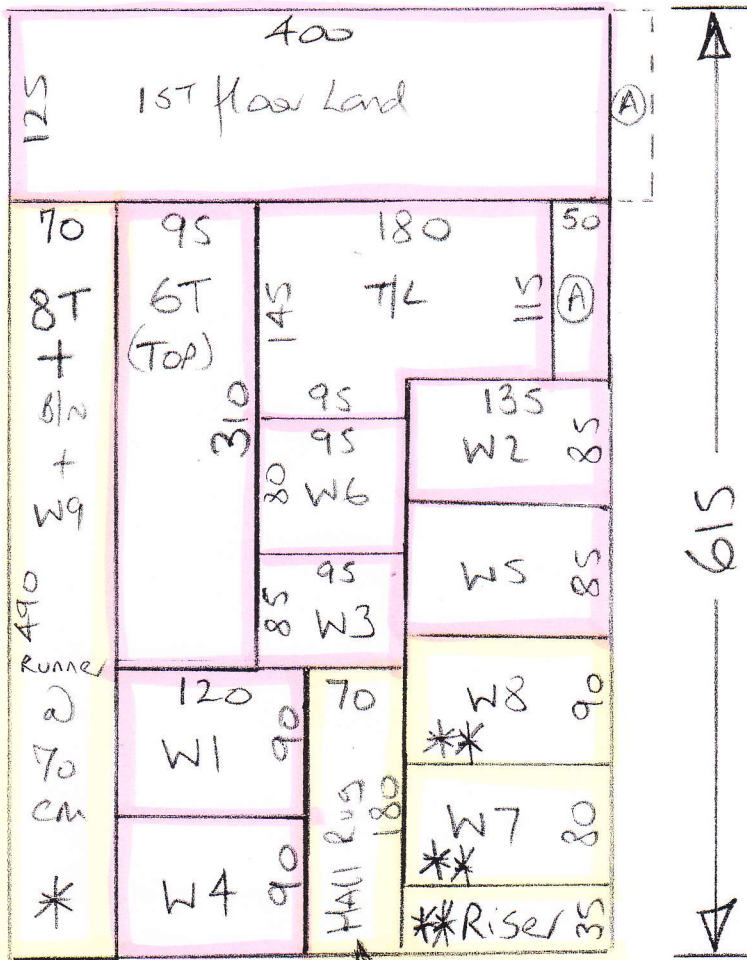 400
125
1ST floor Land
A
70
8T
+
B/N
+
W9
490
Runner
@
70
cm
*
95
6T
(TOP)
310
180
145
T/L
115
95
50
A
135
W2
85
95
80
W6
W5
85
95
85
W3
120
W1
90
W4
90
70
HAll Rug
180
W8
90
**
W7
80
**
**Riser
35
615